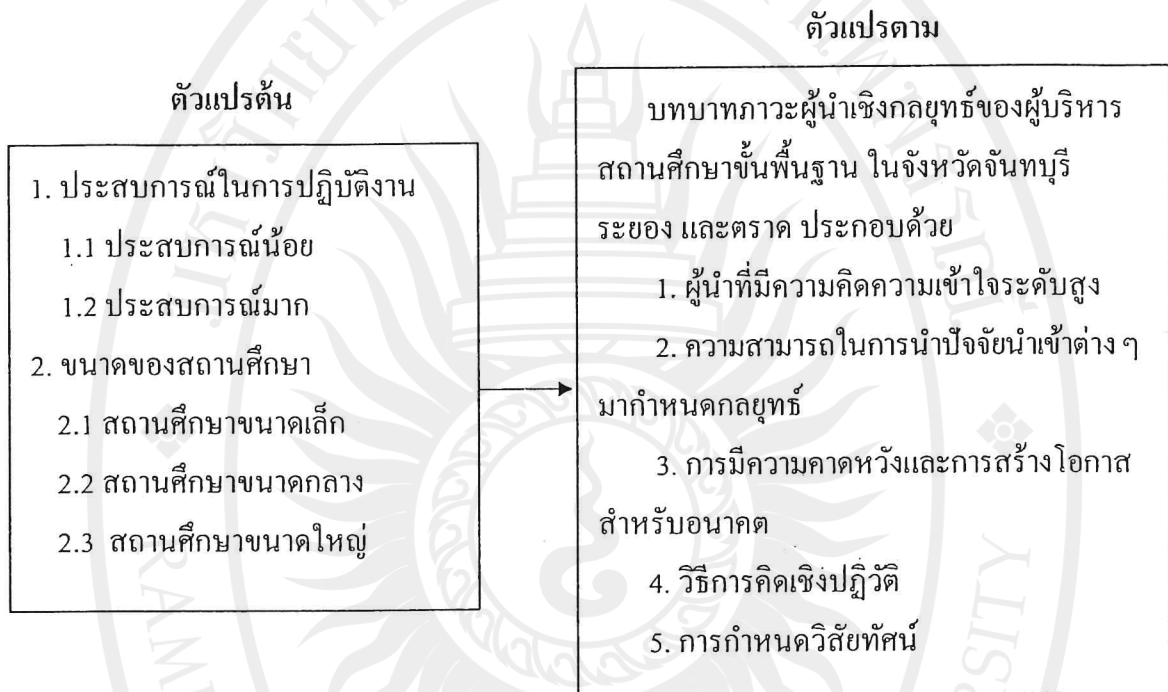 ตัวแปรต้น
1. ประสบการณ์ในการปฏิบัติงาน
1.1 ประสบการณ์น้อย
1.2 ประสบการณ์มาก
2. ขนาดของสถานศึกษา
2.1 สถานศึกษาขนาดเล็ก
2.2 สถานศึกษาขนาดกลาง
2.3 สถานศึกษาขนาดใหญ่
ตัวแปรตาม
บทบาทภาวะผู้นำเชิงกลยุทธ์ของผู้บริหาร
สถานศึกษาขั้นพื้นฐาน ในจังหวัดจันทบุรี
ระยอง และตราด ประกอบด้วย
1. ผู้นำที่มีความคิดความเข้าใจระดับสูง
2. ความสามารถในการนำปัจจัยนำเข้าต่าง ๆ
มากำหนดกลยุทธ์
3. การมีความคาดหวังและการสร้างโอกาส
สำหรับอนาคต
4. วิธีการคิดเชิงปฏิวัติ
5. การกำหนดวิสัยทัศน์